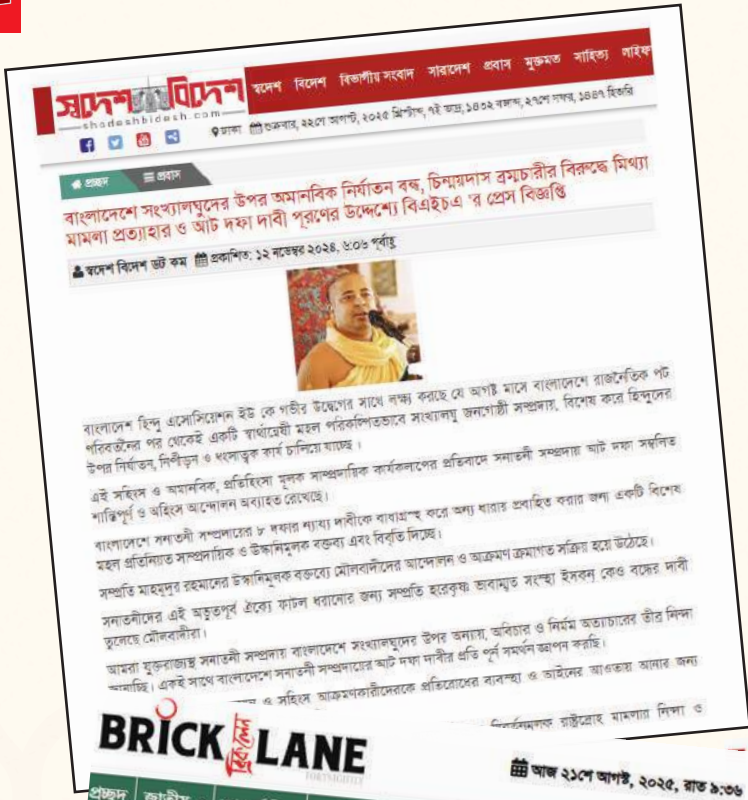 স্বদেশ বিদেশ
shadeshbidesh.com
স্বদেশ বিদেশ বিভাগীয় সংবাদ সারাদেশ প্রবাস মুক্তমত সাহিত্য লাইফ
ঢাকা শুক্রবার, ২২শে আগস্ট, ২০২৫ খ্রিস্টাব্দ, ৭ই ভাদ্র, ১৪৩২ বঙ্গাব্দ, ২৭শে সফর, ১৪৪৭ হিজরি
প্রচ্ছদ প্রবাস
বাংলাদেশে সংখ্যালঘুদের উপর অমানবিক নির্যাতন বন্ধ, চিন্ময়দাস ব্রহ্মচারীর বিরুদ্ধে মিথ্যা
মামলা প্রত্যাহার ও আট দফা দাবী পূরণের উদ্দেশ্যে বিএইচএ 'র প্রেস বিজ্ঞপ্তি
স্বদেশ বিদেশ ডট কম প্রকাশিত: ১২ নভেম্বর ২০২৪, ৬:০৬ পূর্বাহ্ণ
বাংলাদেশ হিন্দু এসোসিয়েশন ইউ কে গভীর উদ্বেগের সাথে লক্ষ্য করছে যে আগষ্ট মাসে বাংলাদেশে রাজনৈতিক পট
পরিবর্তনের পর থেকেই একটি স্বার্থান্বেষী মহল পরিকল্পিতভাবে সংখ্যালঘু জনগোষ্ঠী সম্প্রদায়, বিশেষ করে হিন্দুদের
উপর নির্যাতন, নিপীড়ন ও ধংসাত্বক কার্য চালিয়ে যাচ্ছে ।
এই সহিংস ও অমানবিক, প্রতিহিংসা মূলক সাম্প্রদায়িক কার্যকলাপের প্রতিবাদে সনাতনী সম্প্রদায় আট দফা সম্বলিত
শান্তিপূর্ণ ও অহিংস আন্দোলন অব্যাহত রেখেছে।
বাংলাদেশে সনাতনী সম্প্রদায়ের ৮ দফার ন্যায্য দাবীকে বাধাগ্রস্থ করে অন্য ধারায় প্রবাহিত করার জন্য একটি বিশেষ
মহল প্রতিনিয়ত সাম্প্রদায়িক ও উস্কানিমুলক বক্তব্য এবং বিবৃতি দিচ্ছে।
সম্প্রতি মাহমুদুর রহমানের উস্কানিমুলক বক্তব্যে মৌলবাদীদের আন্দোলন ও আক্রমণ ক্রমাগত সক্রিয় হয়ে উঠেছে।
সনাতনীদের এই অভূতপূর্ব ঐক্যে ফাটল ধরানোর জন্য সম্প্রতি হরেকৃষ্ণ ভাবামৃত সংস্থা ইসকন কেও বন্ধের দাবী
তুলেছে মৌলবাদীরা।
আমরা যুক্তরাজ্যস্থ সনাতনী সম্প্রদায় বাংলাদেশে সংখ্যালঘুদের উপর অন্যায়, অবিচার ও নির্মম অত্যাচারের তীব্র নিন্দা
জানাচ্ছি। একই সাথে বাংলাদেশে সনাতনী সম্প্রদায়ের আট দফা দাবীর প্রতি পূর্ন সমর্থন জ্ঞাপন করছি।
ও সহিংস আক্রমণকারীদেরকে প্রতিরোধের ব্যবস্থা ও আইনের আওতায় আনার জন্য
রাষ্ট্রদ্রোহ মামলায় নিন্দা ও
BRICK ব্রিকলেন LANE
FORTNIGHTLY
আজ ২১শে আগস্ট, ২০২৫, রাত ৯:৩৬
প্রচ্ছদ জাতীয়